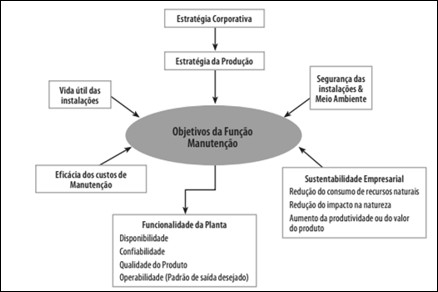 Estratégia Corporativa
Estratégia da Produção
Vida útil das
instalações
Segurança das
instalações &
Meio Ambiente
Objetivos da Função
Manutenção
Eficácia dos custos de
Manutenção
Sustentabilidade Empresarial
Redução do consumo de recursos naturais
Redução do impacto na natureza
Aumento da produtividade ou do valor
do produto
Funcionalidade da Planta
Disponibilidade
Confiabilidade
Qualidade do Produto
Operabilidade (Padrão de saída desejado)